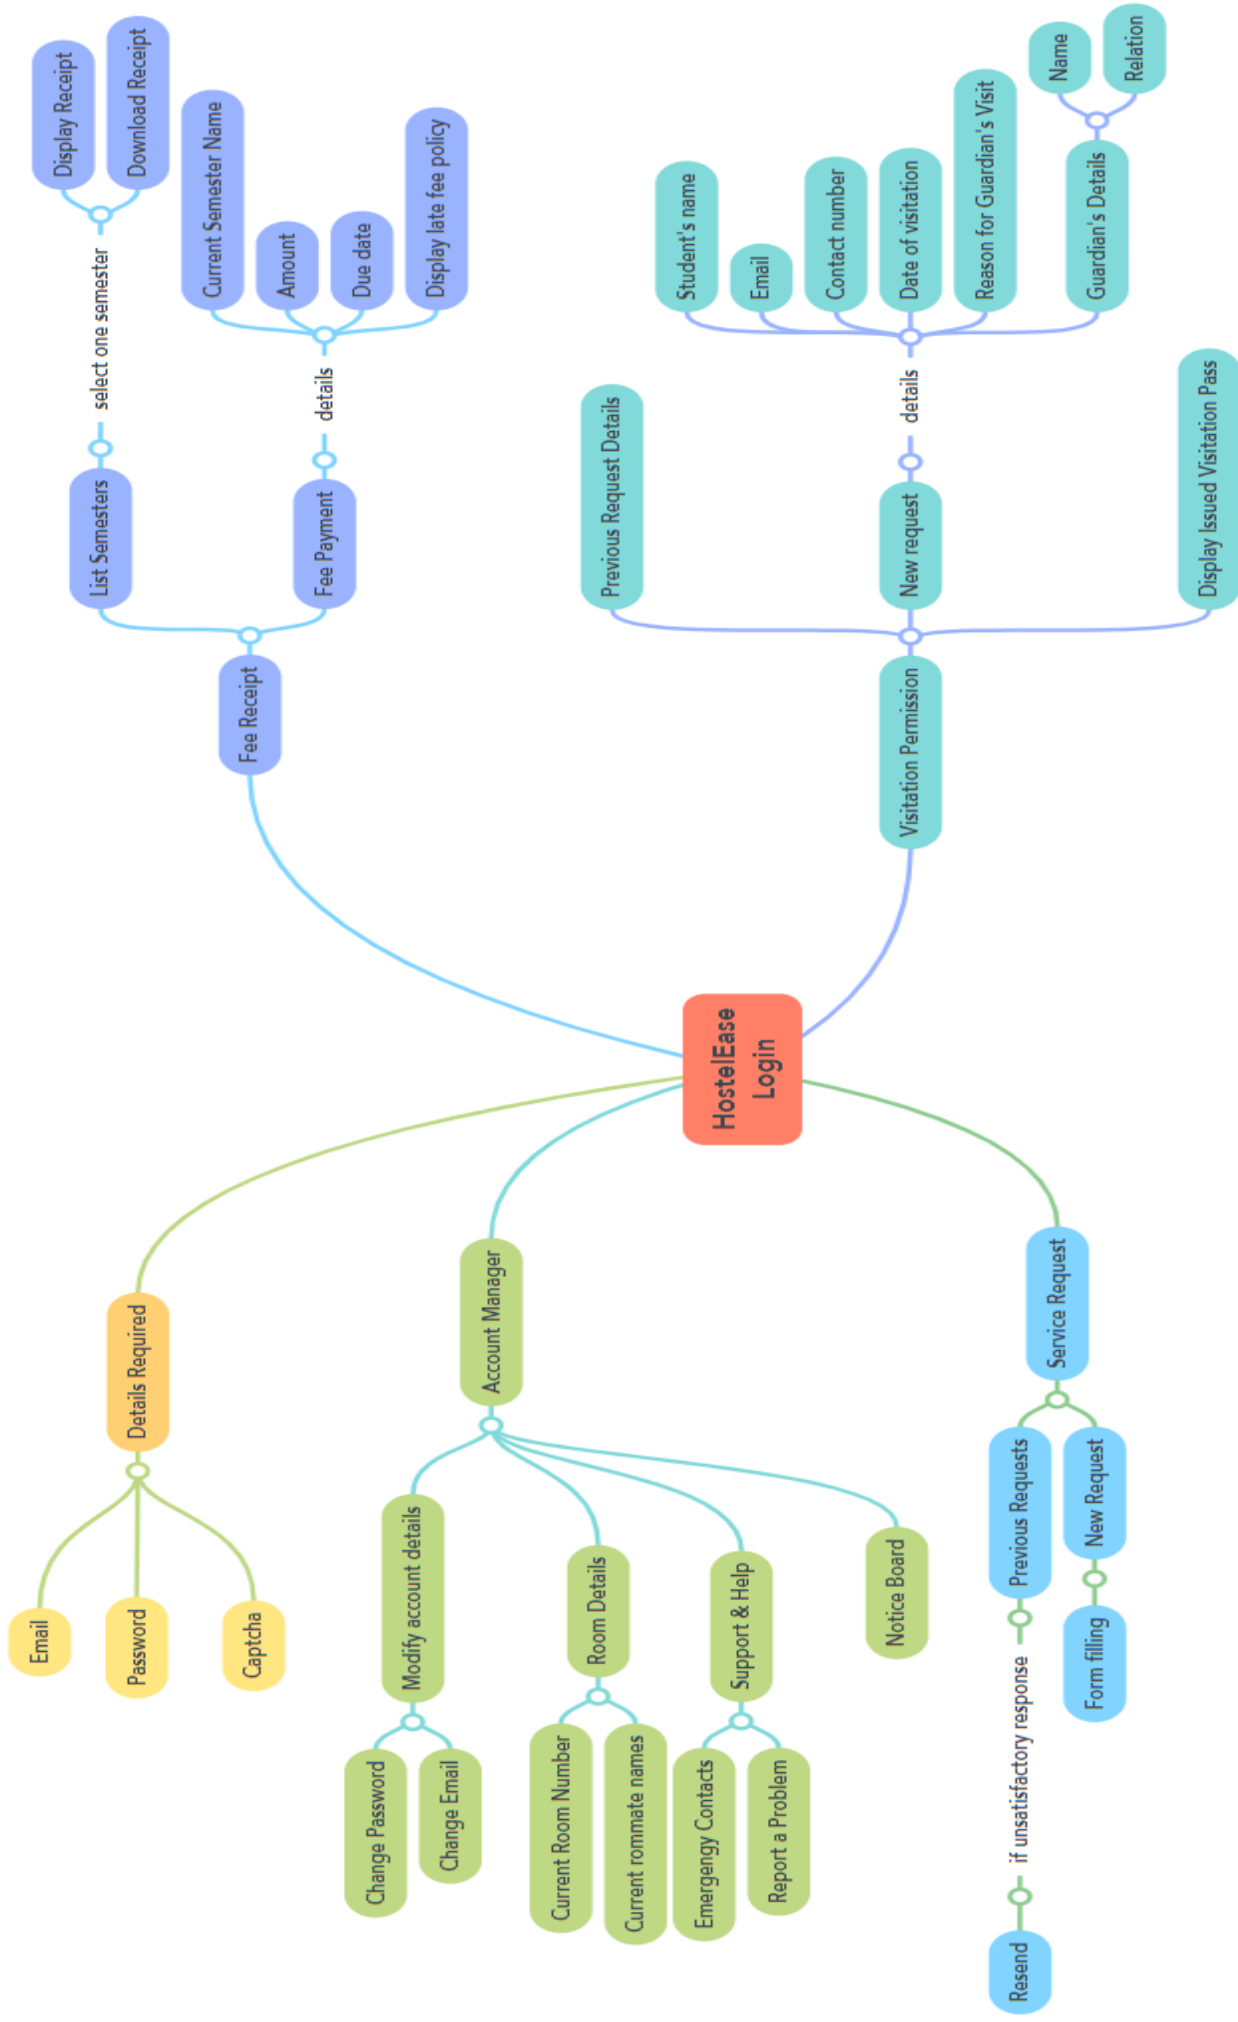 HostelEase
Login
Details Required
Email
Password
Captcha
Account Manager
Modify account details
Change Password
Change Email
Room Details
Current Room Number
Current rommate names
Support & Help
Emergengy Contacts
Report a Problem
Notice Board
Service Request
Previous Requests
if unsatisfactory response
Resend
New Request
Form filling
Fee Receipt
List Semesters
select one semester
Display Receipt
Download Receipt
Fee Payment
details
Current Semester Name
Amount
Due date
Display late fee policy
Visitation Permission
Previous Request Details
New request
details
Student's name
Email
Contact number
Date of visitation
Reason for Guardian's Visit
Guardian's Details
Name
Relation
Display Issued Visitation Pass